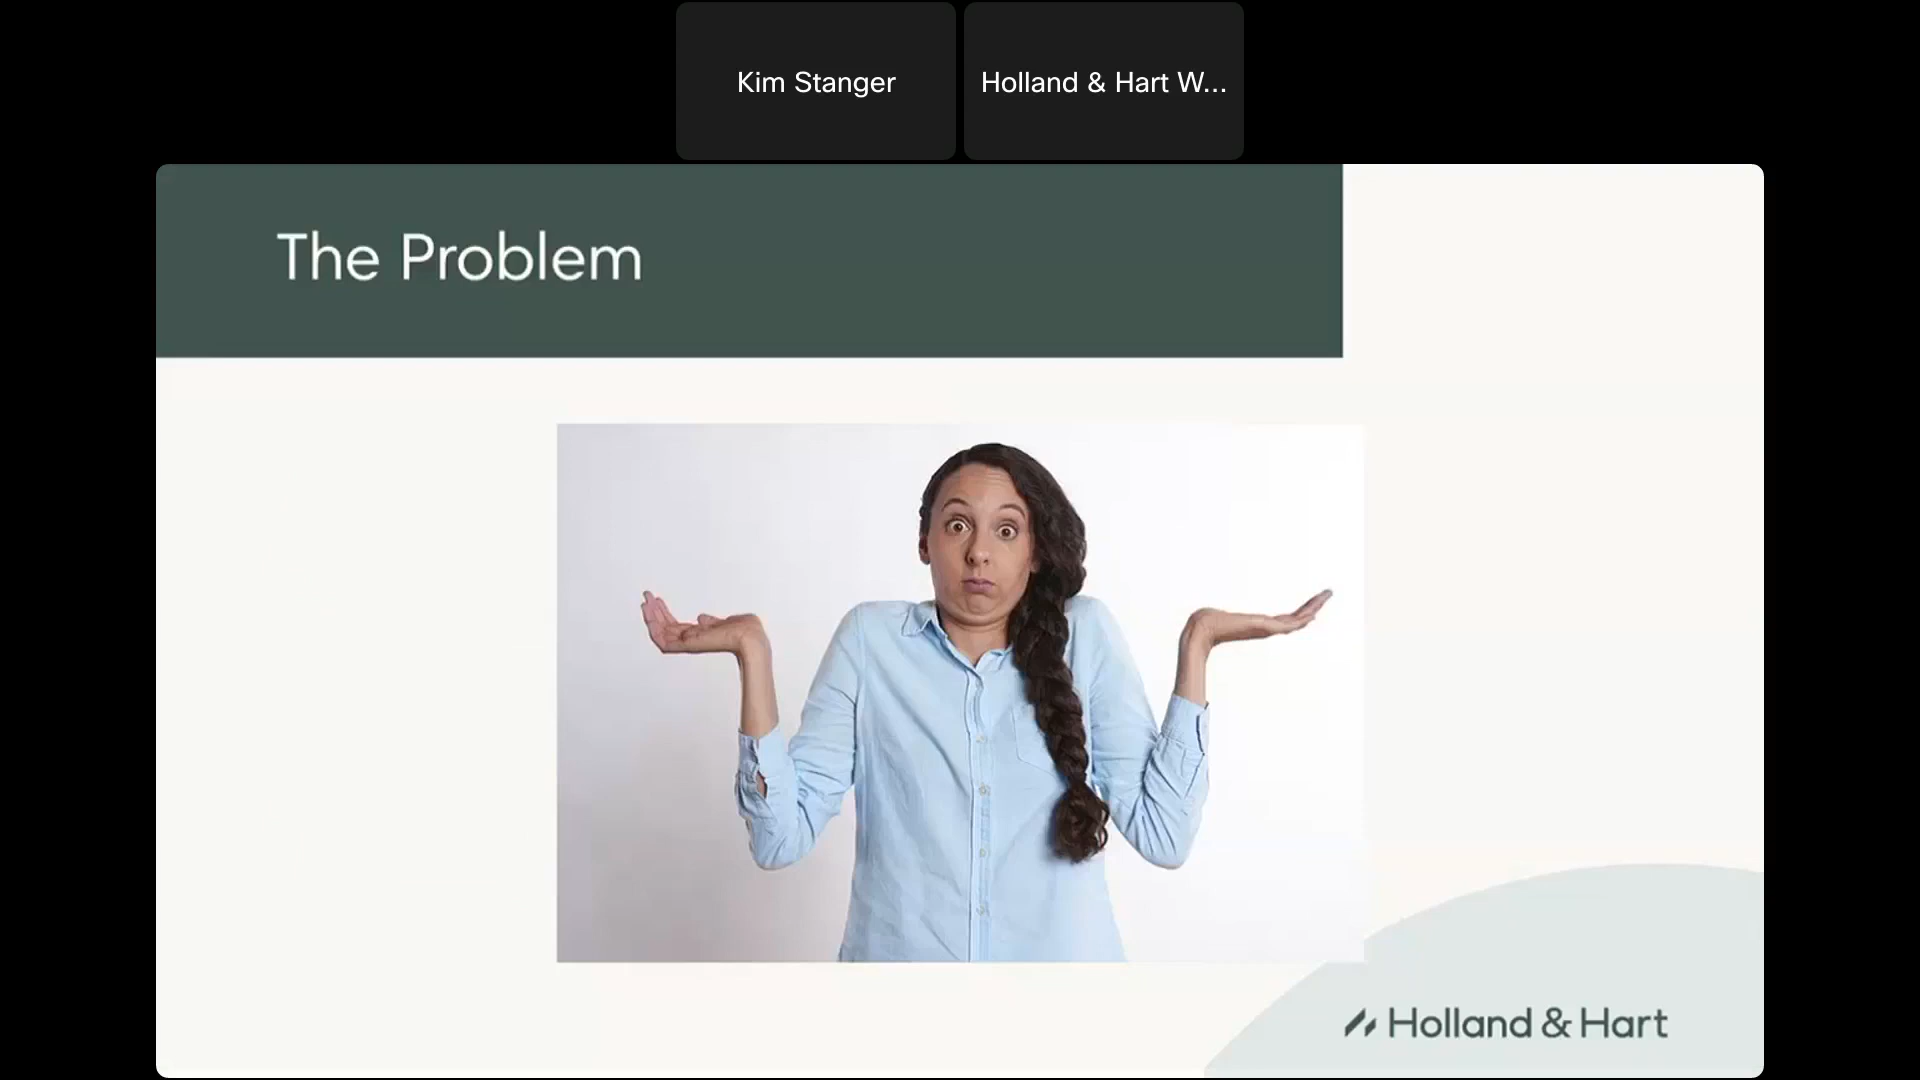 Kim Stanger
Holland & Hart W...
The Problem
Holland & Hart